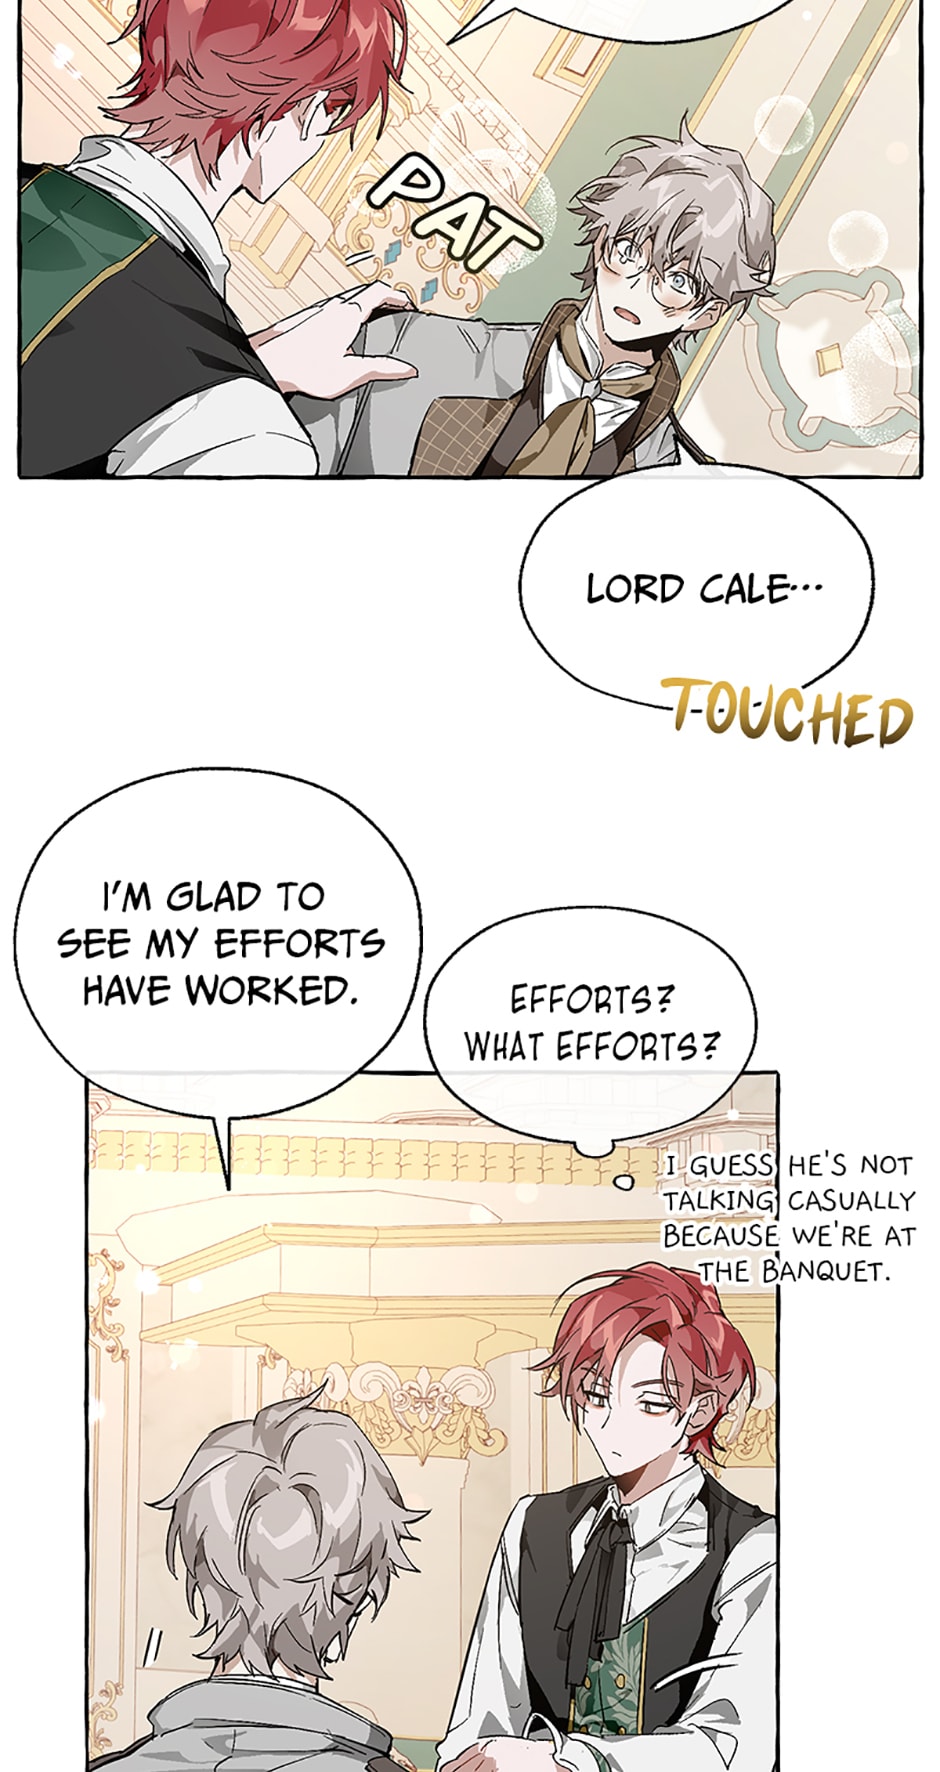 PAT
LORD CALE...
TOUCHED
I'M GLAD TO
SEE MY EFFORTS
HAVE WORKED.
EFFORTS?
WHAT EFFORTS?
I GUESS HE'S NOT
TALKING CASUALLY
BECAUSE WE'RE AT
THE BANQUET.